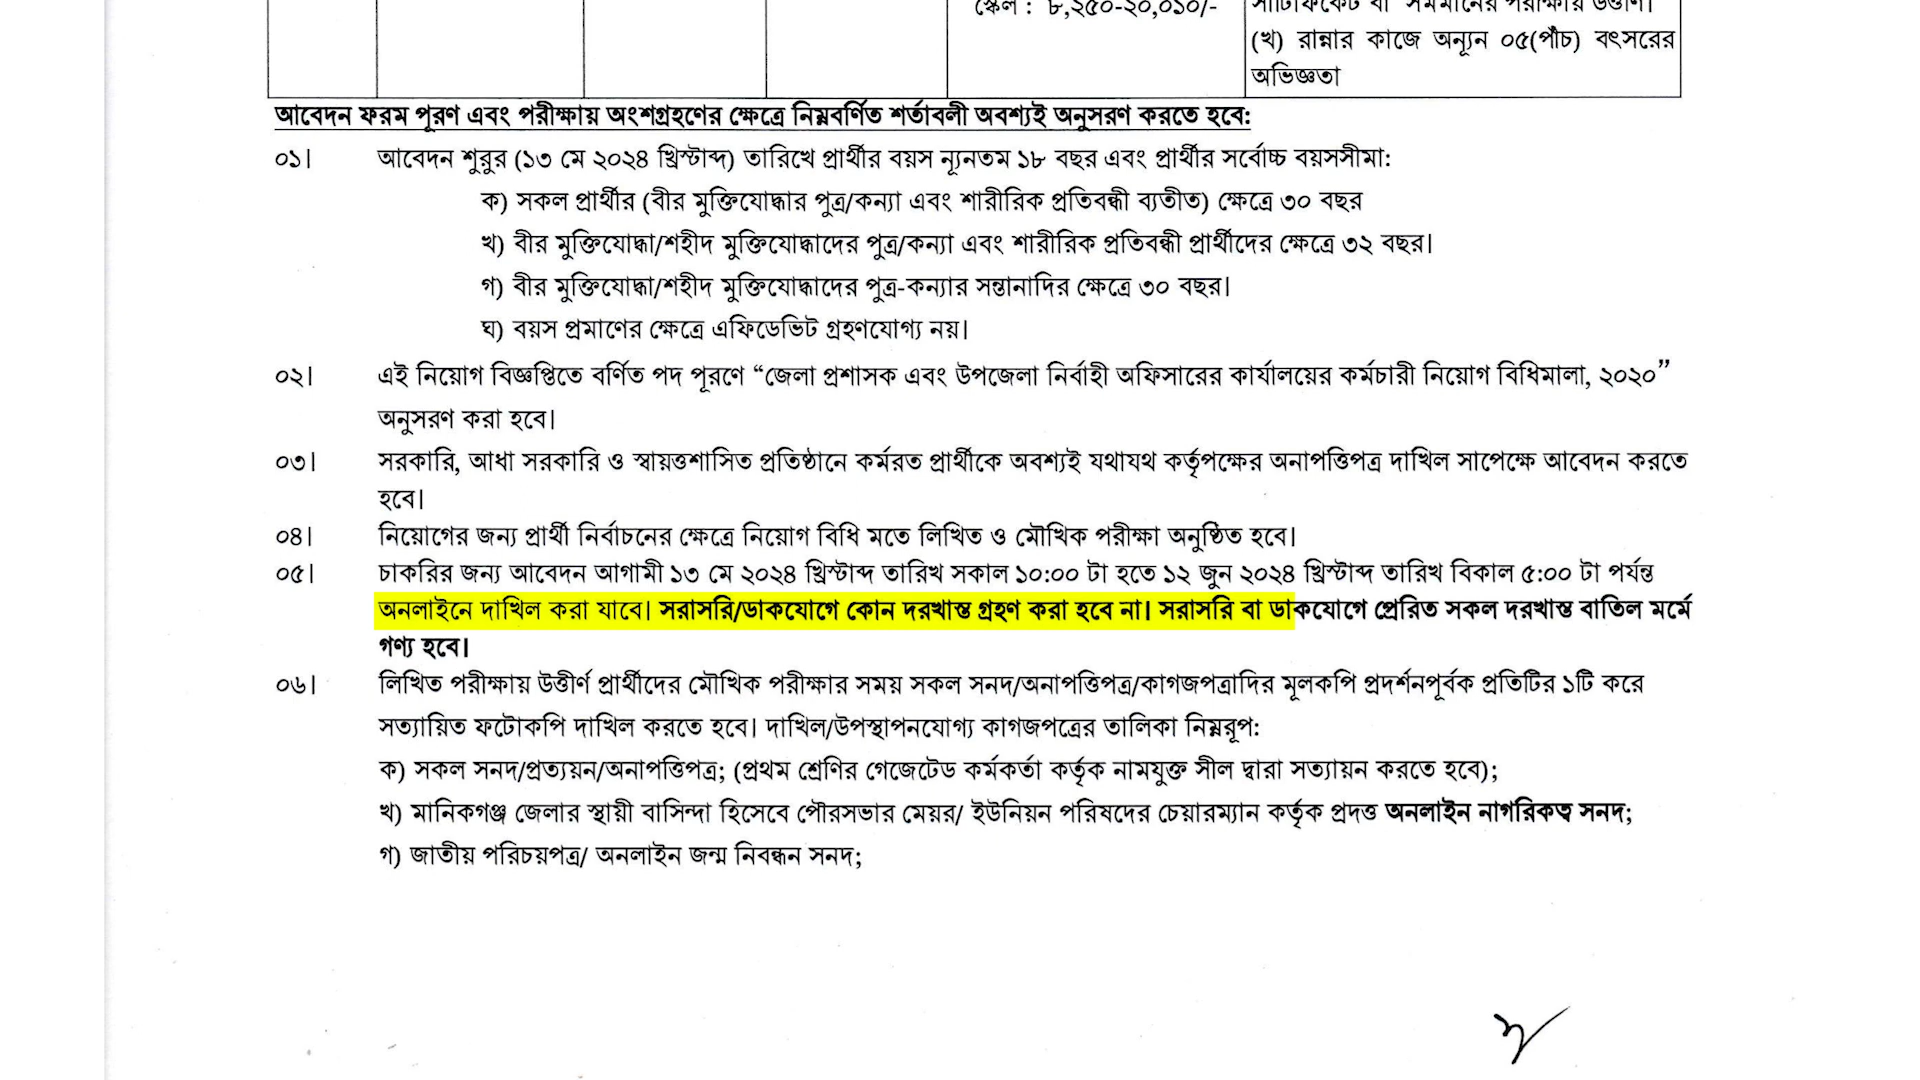 স্কেল : ৮,২৫০-২০,০১০/-
সার্টিফিকেট বা সমমানের পরীক্ষায় উত্তীর্ণ।
(খ) রান্নার কাজে অন্যূন ০৫(পাঁচ) বৎসরের
অভিজ্ঞতা
আবেদন ফরম পূরণ এবং পরীক্ষায় অংশগ্রহণের ক্ষেত্রে নিম্নবর্ণিত শর্তাবলী অবশ্যই অনুসরণ করতে হবে:
০১। আবেদন শুরুর (১৩ মে ২০২৪ খ্রিস্টাব্দ) তারিখে প্রার্থীর বয়স ন্যূনতম ১৮ বছর এবং প্রার্থীর সর্বোচ্চ বয়সসীমা:
ক) সকল প্রার্থীর (বীর মুক্তিযোদ্ধার পুত্র/কন্যা এবং শারীরিক প্রতিবন্ধী ব্যতীত) ক্ষেত্রে ৩০ বছর
খ) বীর মুক্তিযোদ্ধা/শহীদ মুক্তিযোদ্ধাদের পুত্র/কন্যা এবং শারীরিক প্রতিবন্ধী প্রার্থীদের ক্ষেত্রে ৩২ বছর।
গ) বীর মুক্তিযোদ্ধা/শহীদ মুক্তিযোদ্ধাদের পুত্র-কন্যার সন্তানাদির ক্ষেত্রে ৩০ বছর।
ঘ) বয়স প্রমাণের ক্ষেত্রে এফিডেভিট গ্রহণযোগ্য নয়।
০২। এই নিয়োগ বিজ্ঞপ্তিতে বর্ণিত পদ পূরণে “জেলা প্রশাসক এবং উপজেলা নির্বাহী অফিসারের কার্যালয়ের কর্মচারী নিয়োগ বিধিমালা, ২০২০”
অনুসরণ করা হবে।
০৩। সরকারি, আধা সরকারি ও স্বায়ত্তশাসিত প্রতিষ্ঠানে কর্মরত প্রার্থীকে অবশ্যই যথাযথ কর্তৃপক্ষের অনাপত্তিপত্র দাখিল সাপেক্ষে আবেদন করতে
হবে।
০৪। নিয়োগের জন্য প্রার্থী নির্বাচনের ক্ষেত্রে নিয়োগ বিধি মতে লিখিত ও মৌখিক পরীক্ষা অনুষ্ঠিত হবে।
০৫। চাকরির জন্য আবেদন আগামী ১৩ মে ২০২৪ খ্রিস্টাব্দ তারিখ সকাল ১০:০০ টা হতে ১২ জুন ২০২৪ খ্রিস্টাব্দ তারিখ বিকাল ৫:০০ টা পর্যন্ত
অনলাইনে দাখিল করা যাবে। সরাসরি/ডাকযোগে কোন দরখাস্ত গ্রহণ করা হবে না। সরাসরি বা ডাকযোগে প্রেরিত সকল দরখাস্ত বাতিল মর্মে
গণ্য হবে।
০৬। লিখিত পরীক্ষায় উত্তীর্ণ প্রার্থীদের মৌখিক পরীক্ষার সময় সকল সনদ/অনাপত্তিপত্র/কাগজপত্রাদির মূলকপি প্রদর্শনপূর্বক প্রতিটির ১টি করে
সত্যায়িত ফটোকপি দাখিল করতে হবে। দাখিল/উপস্থাপনযোগ্য কাগজপত্রের তালিকা নিম্নরূপ:
ক) সকল সনদ/প্রত্যয়ন/অনাপত্তিপত্র; (প্রথম শ্রেণির গেজেটেড কর্মকর্তা কর্তৃক নামযুক্ত সীল দ্বারা সত্যায়ন করতে হবে);
খ) মানিকগঞ্জ জেলার স্থায়ী বাসিন্দা হিসেবে পৌরসভার মেয়র/ ইউনিয়ন পরিষদের চেয়ারম্যান কর্তৃক প্রদত্ত অনলাইন নাগরিকত্ব সনদ;
গ) জাতীয় পরিচয়পত্র/ অনলাইন জন্ম নিবন্ধন সনদ;